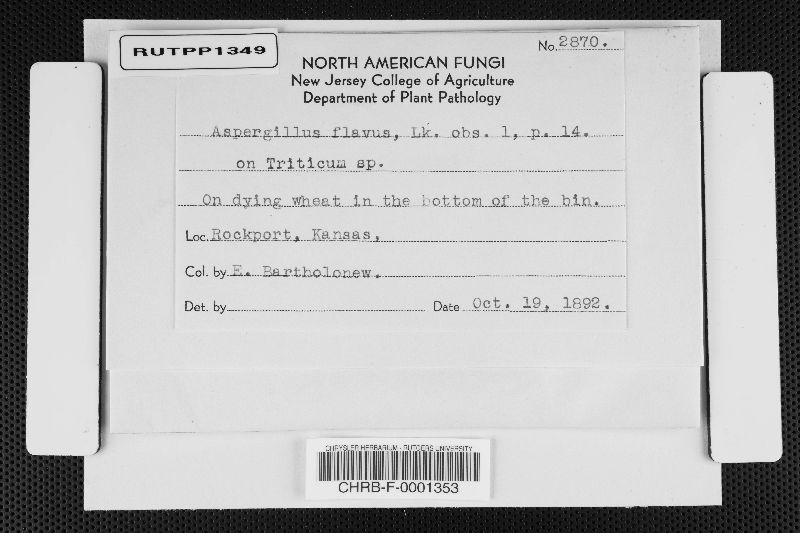 RUTPP1349
No. 2870.
NORTH AMERICAN FUNGI
New Jersey College of Agriculture
Department of Plant Pathology
Aspergillus flavus, Lk. obs. 1, p. 14.
on Triticum sp.
On dying wheat in the bottom of the bin.
Loc. Rockport, Kansas,
Col. by E. Bartholonew.
Det. by Date Oct. 19, 1892.
CHRYSLER HERBARIUM - RUTGERS UNIVERSITY
CHRB-F-0001353